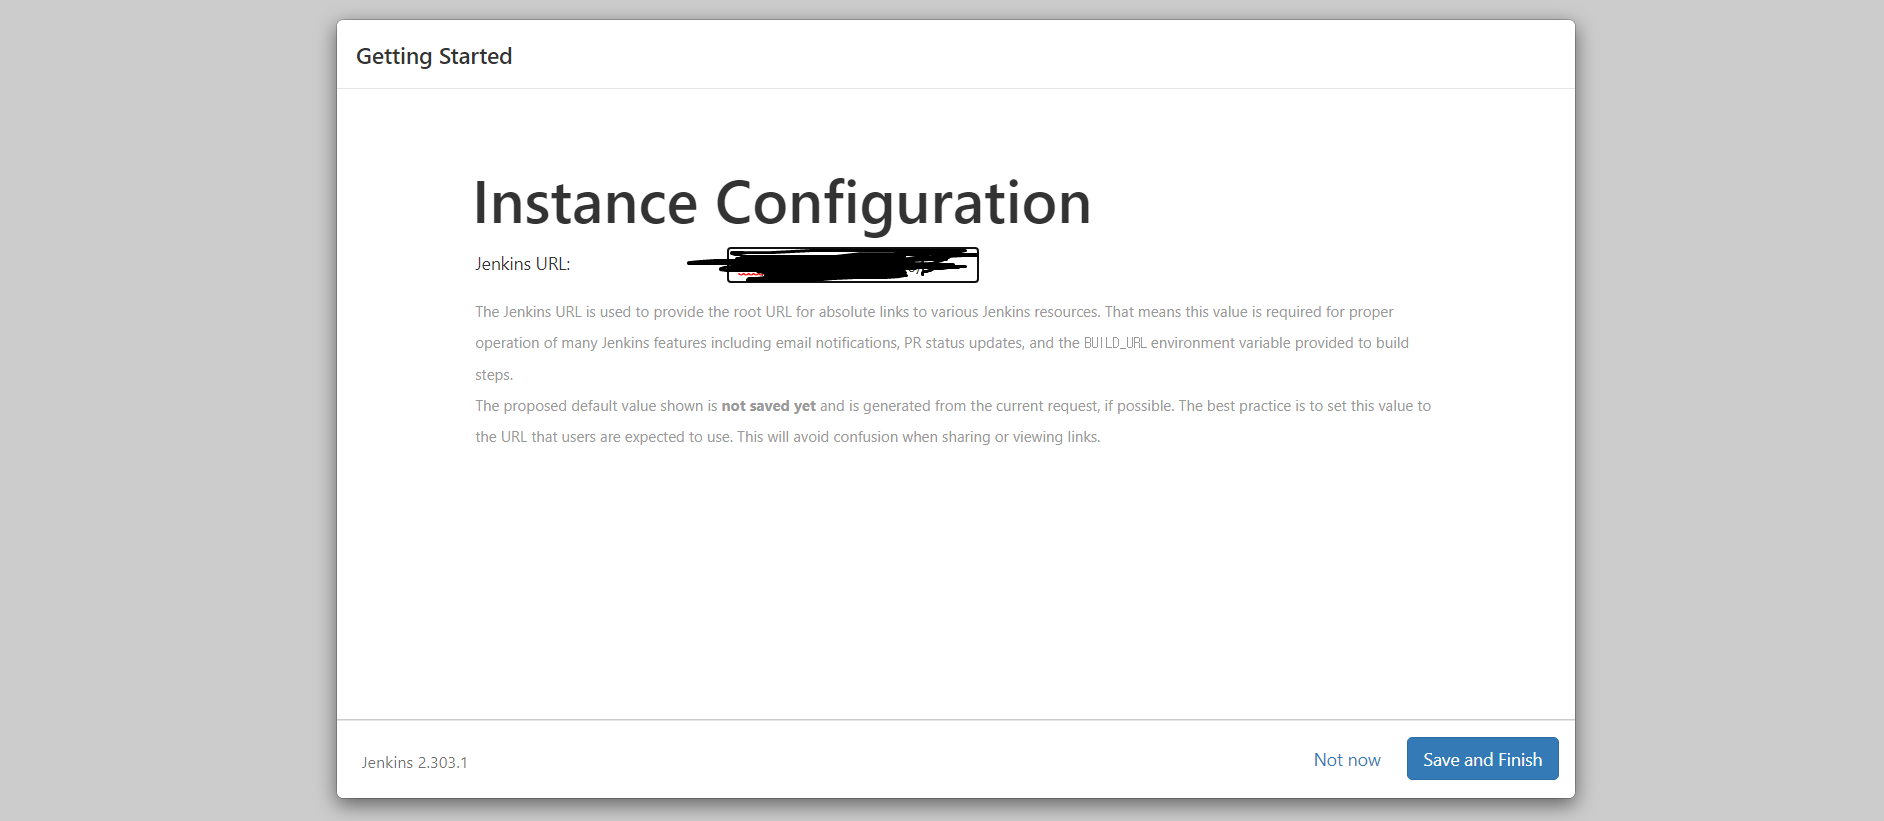 Getting Started
Instance Configuration
Jenkins URL:
The Jenkins URL is used to provide the root URL for absolute links to various Jenkins resources. That means this value is required for proper
operation of many Jenkins features including email notifications, PR status updates, and the BUILD_URL environment variable provided to build
steps.
The proposed default value shown is not saved yet and is generated from the current request, if possible. The best practice is to set this value to
the URL that users are expected to use. This will avoid confusion when sharing or viewing links.
Jenkins 2.303.1
Not now
Save and Finish